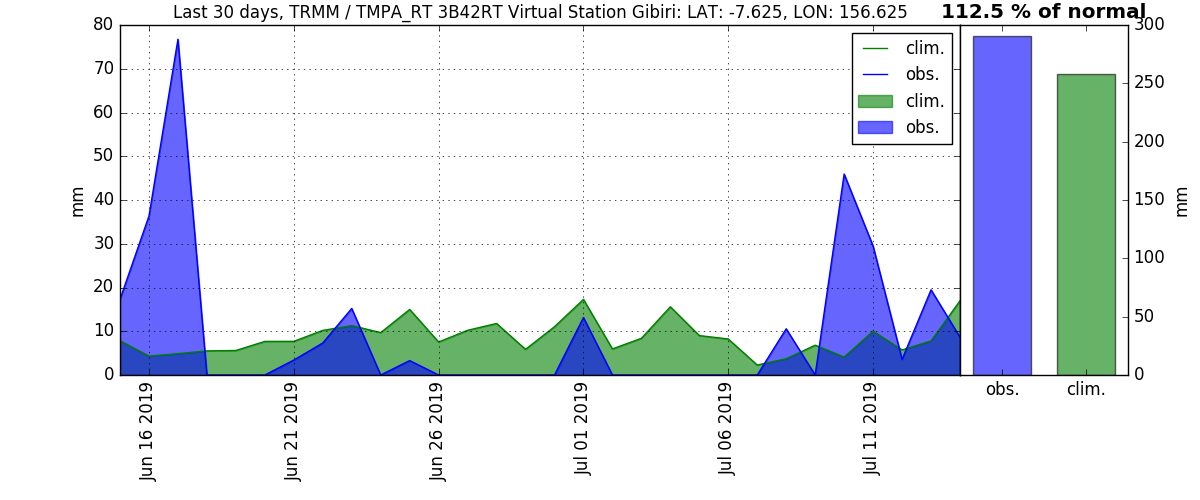 Last 30 days, TRMM / TMPA_RT 3B42RT Virtual Station Gibiri: LAT: -7.625, LON: 156.625
112.5 % of normal
80
70
60
50
40
30
20
10
0
mm
clim.
obs.
clim.
obs.
Jun 16 2019
Jun 21 2019
Jun 26 2019
Jul 01 2019
Jul 06 2019
Jul 11 2019
300
250
200
150
100
50
0
mm
obs.
clim.